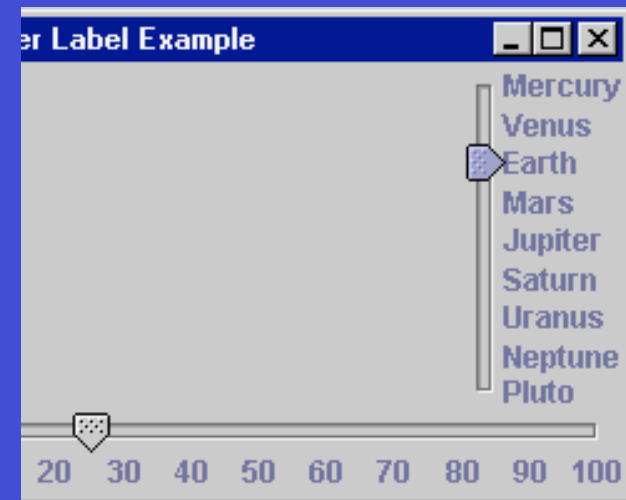 er Label Example
Mercury
Venus
Earth
Mars
Jupiter
Saturn
Uranus
Neptune
Pluto
20 30 40 50 60 70 80 90 100